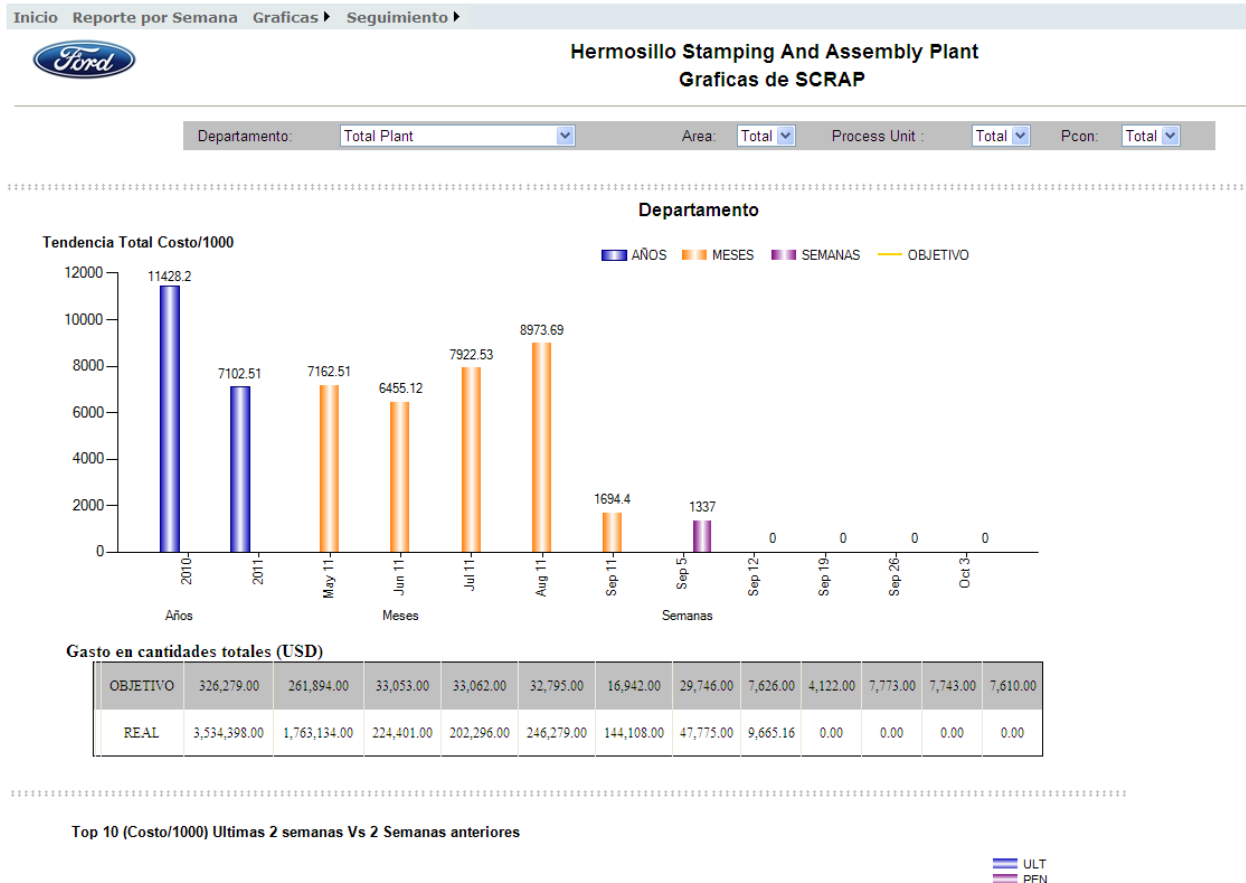 Inicio Reporte por Semana Graficas Seguimiento
Ford
Hermosillo Stamping And Assembly Plant
Graficas de SCRAP
Departamento: Total Plant Area: Total Process Unit : Total Pcon: Total
Departamento
Tendencia Total Costo/1000
AÑOS MESES SEMANAS OBJETIVO
12000
10000
8000
6000
4000
2000
0
11428.2
7102.51
7162.51
6455.12
7922.53
8973.69
1694.4
1337
0
0
0
0
2010
2011
May 11
Jun 11
Jul 11
Aug 11
Sep 11
Sep 5
Sep 12
Sep 19
Sep 26
Oct 3
Años Meses Semanas
Gasto en cantidades totales (USD)
OBJETIVO 326,279.00 261,894.00 33,053.00 33,062.00 32,795.00 16,942.00 29,746.00 7,626.00 4,122.00 7,773.00 7,743.00 7,610.00
REAL 3,534,398.00 1,763,134.00 224,401.00 202,296.00 246,279.00 144,108.00 47,775.00 9,665.16 0.00 0.00 0.00 0.00
Top 10 (Costo/1000) Ultimas 2 semanas Vs 2 Semanas anteriores
ULT
PEN